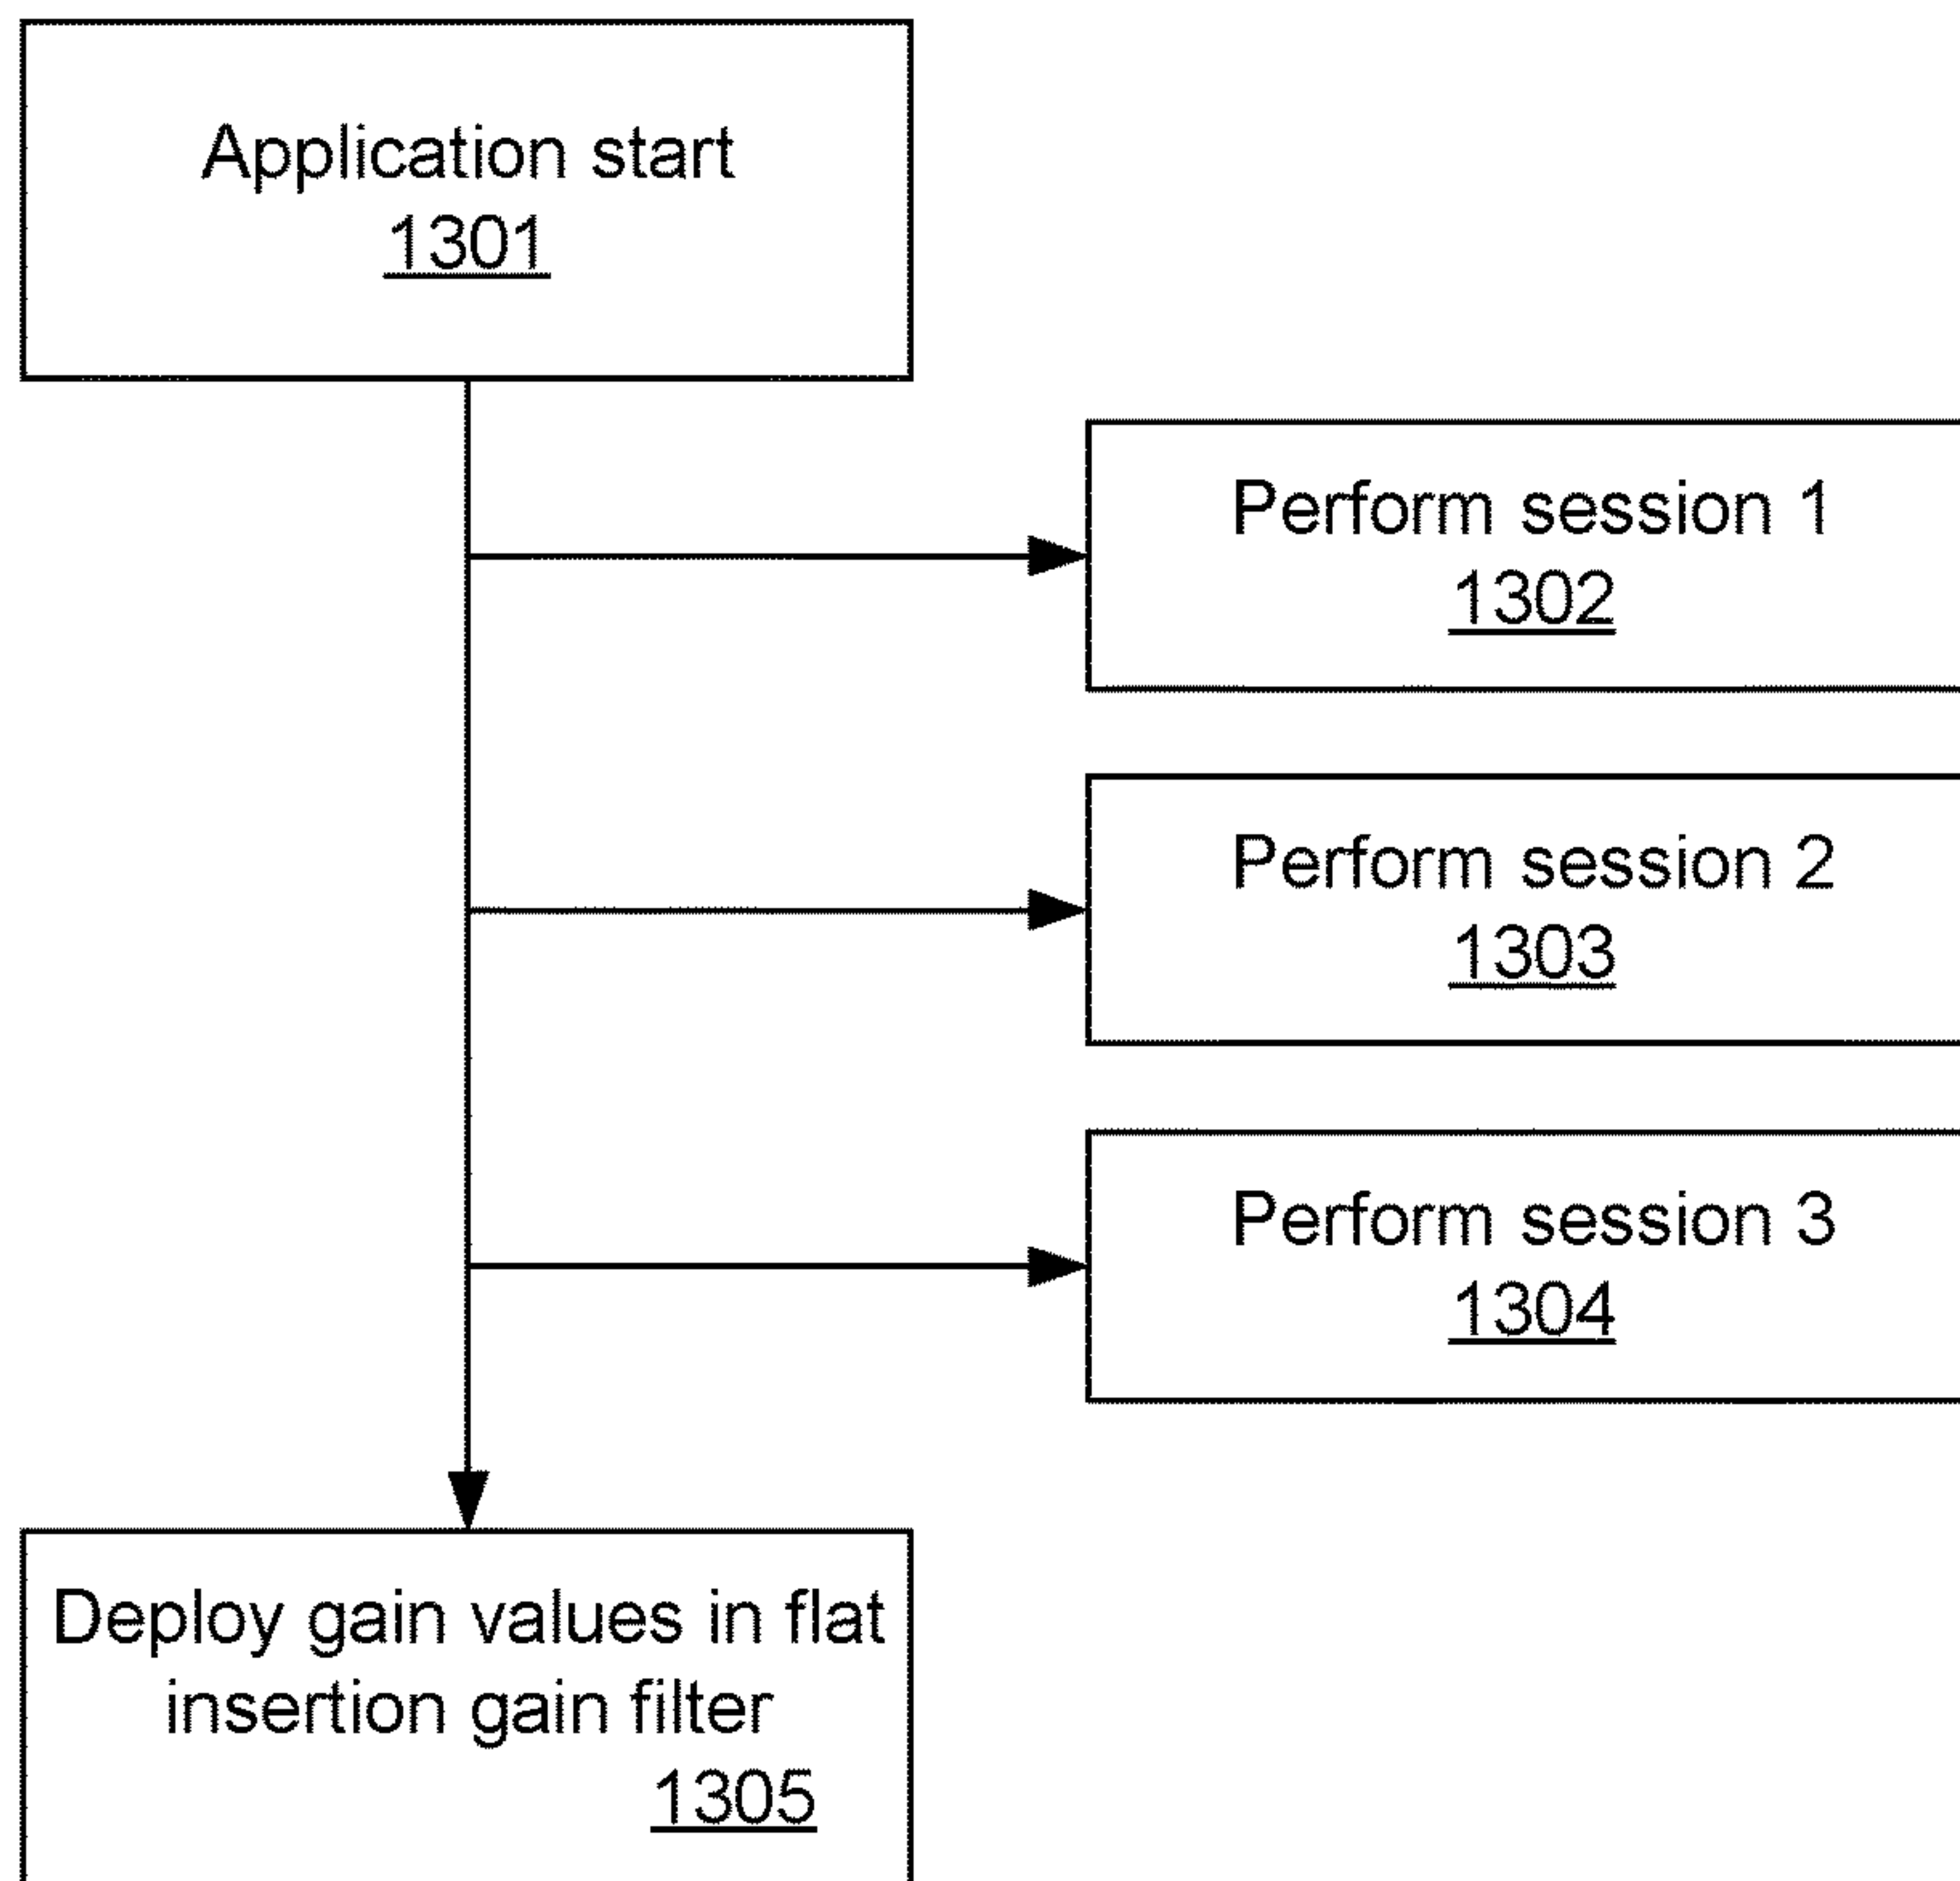 Application start
1301
Perform session 1
1302
Perform session 2
1303
Perform session 3
1304
Deploy gain values in flat
insertion gain filter
1305